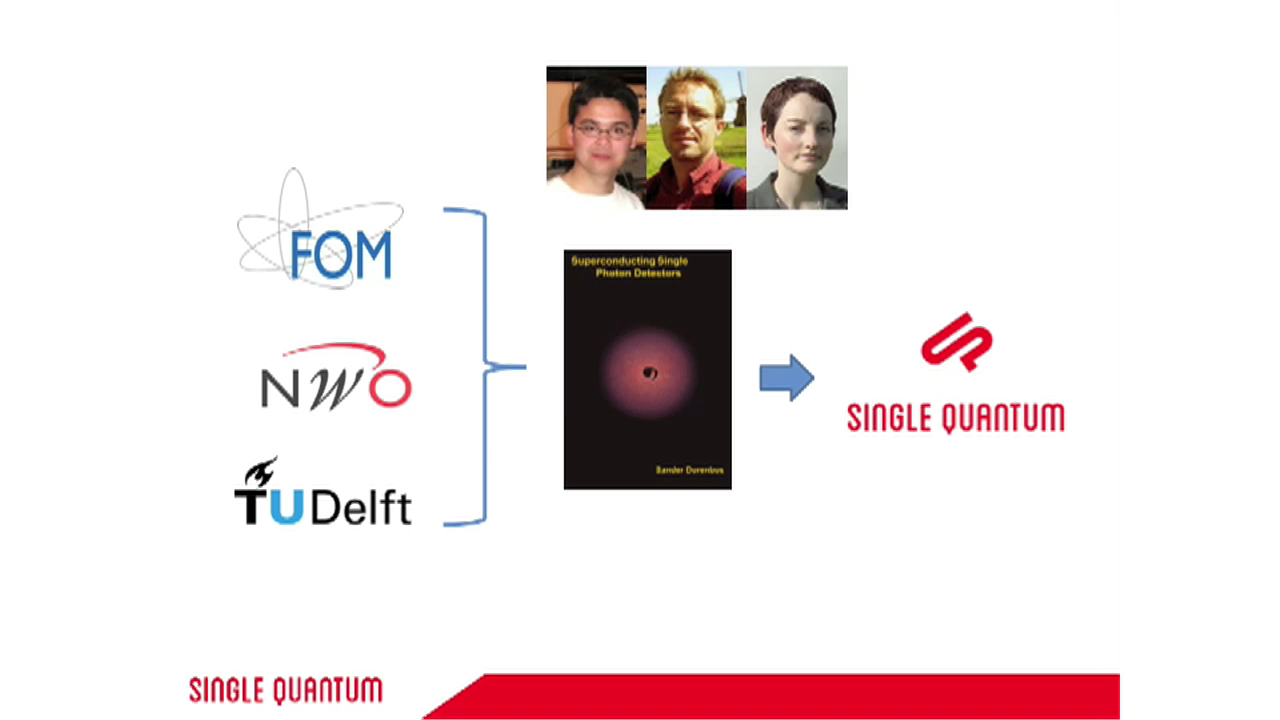 FOM
NWO
TU Delft
Superconducting Single
Photon Detectors
Sander Dorenbos
SINGLE QUANTUM
SINGLE QUANTUM